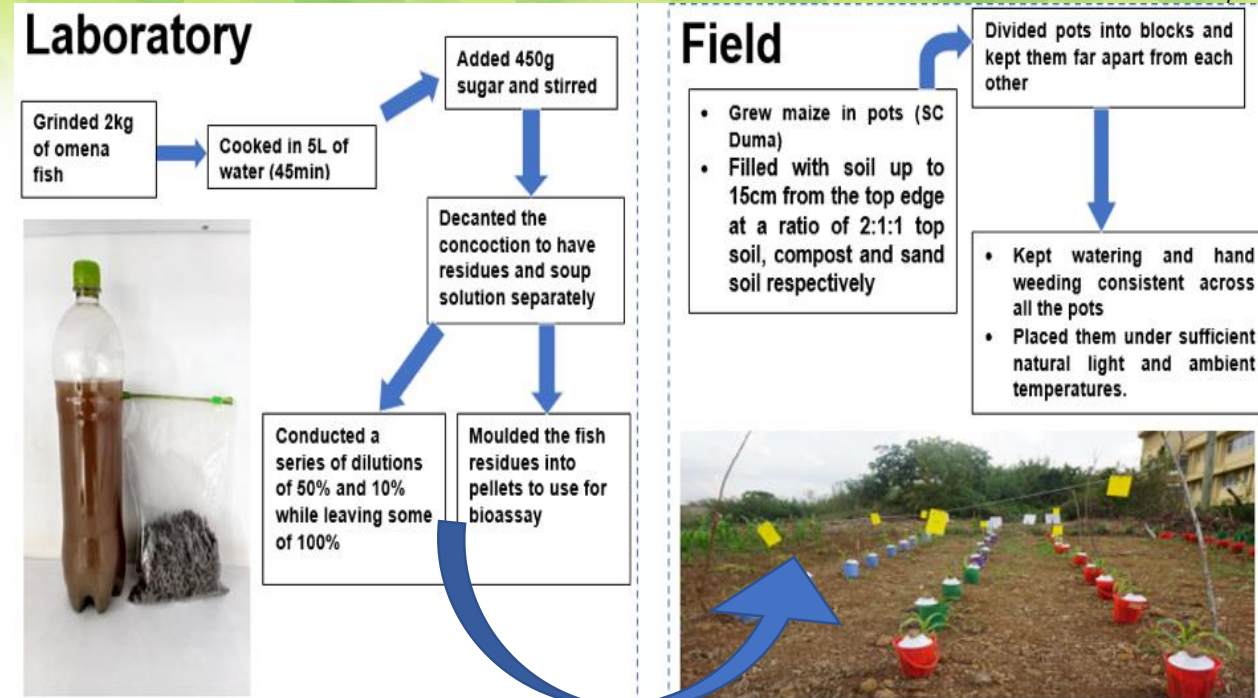 Laboratory
Grinded 2kg
of omena
fish
Cooked in 5L of
water (45min)
Added 450g
sugar and stirred
Decanted the
concoction to have
residues and soup
solution separately
Conducted a
series of dilutions
of 50% and 10%
while leaving some
of 100%
Moulded the fish
residues into
pellets to use for
bioassay
Field
• Grew maize in pots (SC
Duma)
• Filled with soil up to
15cm from the top edge
at a ratio of 2:1:1 top
soil, compost and sand
soil respectively
Divided pots into blocks and
kept them far apart from each
other
• Kept watering and hand
weeding consistent across
all the pots
• Placed them under sufficient
natural light and ambient
temperatures.